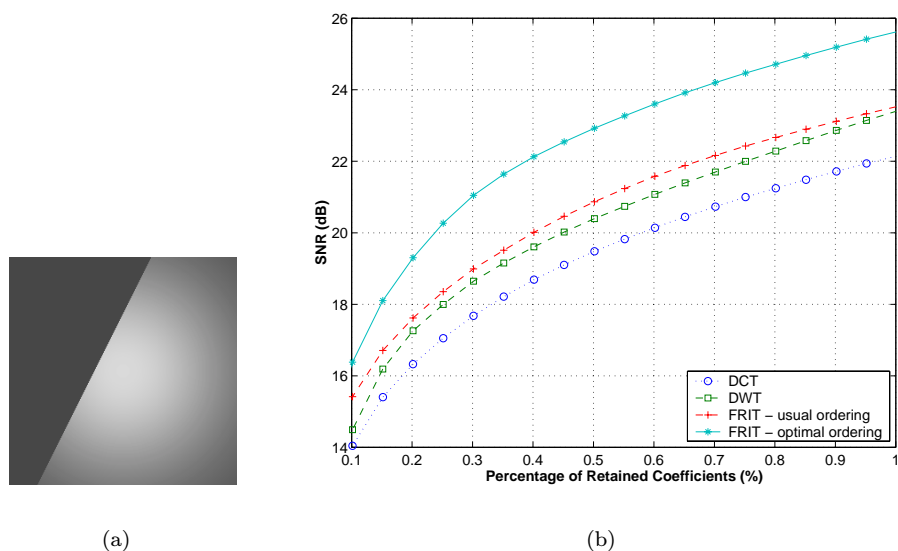 26
24
22
20
18
16
14
SNR (dB)
0.1 0.2 0.3 0.4 0.5 0.6 0.7 0.8 0.9 1
Percentage of Retained Coefficients (%)
DCT
DWT
FRIT – usual ordering
FRIT – optimal ordering
(a) (b)